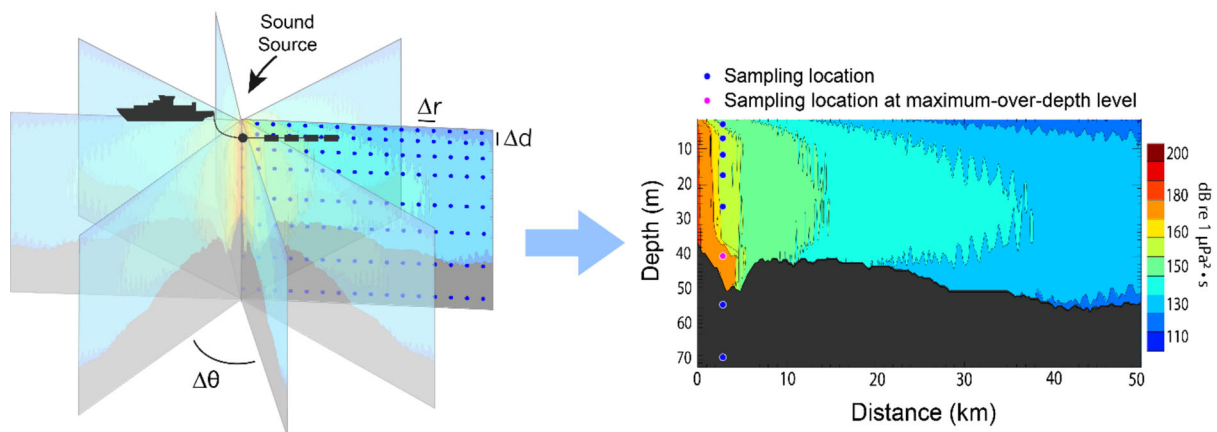 Sound
Source
Δr
Δd
Δθ
Sampling location
Sampling location at maximum-over-depth level
Depth (m)
10
20
30
40
50
60
70
0
10
20
30
40
50
Distance (km)
200
180
160
150
130
110
dB re 1 µPa²•s